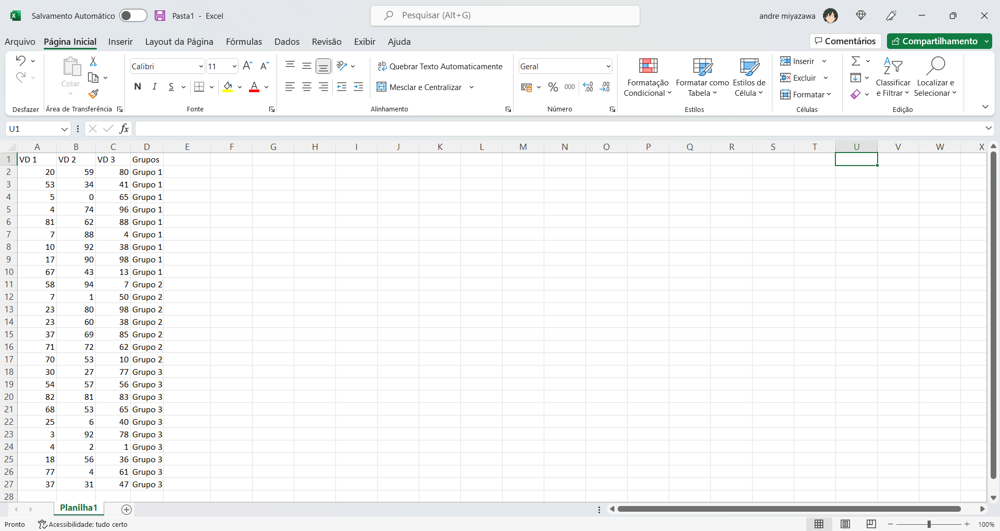 Salvamento Automático Pasta1 - Excel Pesquisar (Alt+G) andre miyazawa
Arquivo Página Inicial Inserir Layout da Página Fórmulas Dados Revisão Exibir Ajuda Comentários Compartilhamento
Colar
Desfazer
Área de Transferência
Calibri 11
N I S A
Fonte
Quebrar Texto Automaticamente
Mesclar e Centralizar
Alinhamento
Geral
% 000
Número
Formatação Condicional
Formatar como Tabela
Estilos de Célula
Estilos
Inserir
Excluir
Formatar
Células
Classificar e Filtrar
Localizar e Selecionar
Edição
U1 fx
A B C D E F G H I J K L M N O P Q R S T U V W X
1 VD 1 VD 2 VD 3 Grupos
2 20 59 80 Grupo 1
3 53 34 41 Grupo 1
4 5 0 65 Grupo 1
5 4 74 96 Grupo 1
6 81 62 88 Grupo 1
7 7 88 4 Grupo 1
8 10 92 38 Grupo 1
9 17 90 98 Grupo 1
10 67 43 13 Grupo 1
11 58 94 7 Grupo 2
12 7 1 50 Grupo 2
13 23 80 98 Grupo 2
14 23 60 38 Grupo 2
15 37 69 85 Grupo 2
16 71 72 62 Grupo 2
17 70 53 10 Grupo 2
18 30 27 77 Grupo 3
19 54 57 56 Grupo 3
20 82 81 83 Grupo 3
21 68 53 65 Grupo 3
22 25 6 40 Grupo 3
23 3 92 78 Grupo 3
24 4 2 1 Grupo 3
25 18 56 36 Grupo 3
26 77 4 61 Grupo 3
27 37 31 47 Grupo 3
28
Planilha1
Pronto Acessibilidade: tudo certo 100%